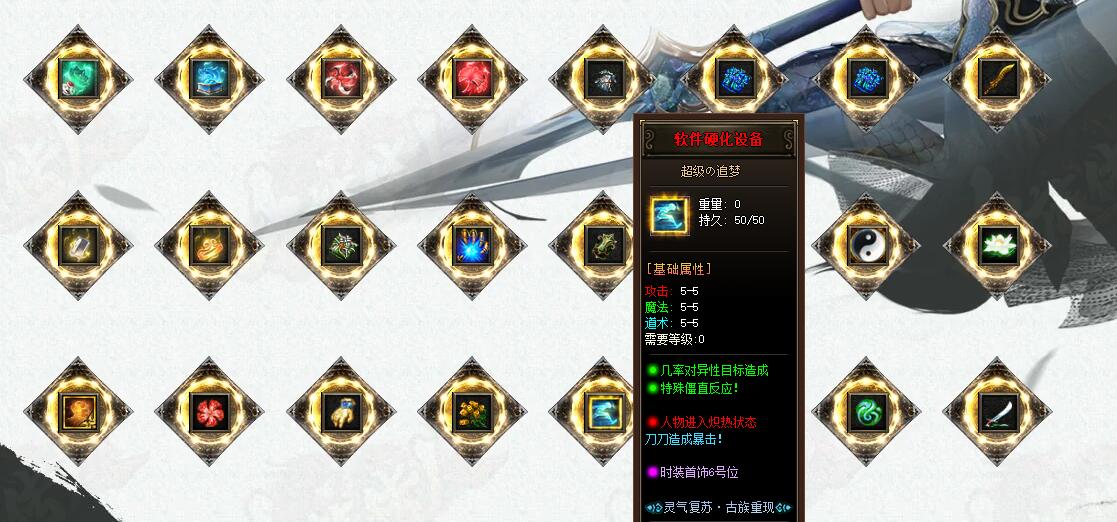 软件硬化设备
超级の追梦
重量: 0
持久: 50/50
[基础属性]
攻击: 5-5
魔法: 5-5
道术: 5-5
需要等级:0
几率对异性目标造成
特殊僵直反应!
人物进入炽热状态
刀刀造成暴击!
时装首饰6号位
灵气复苏·古族重现